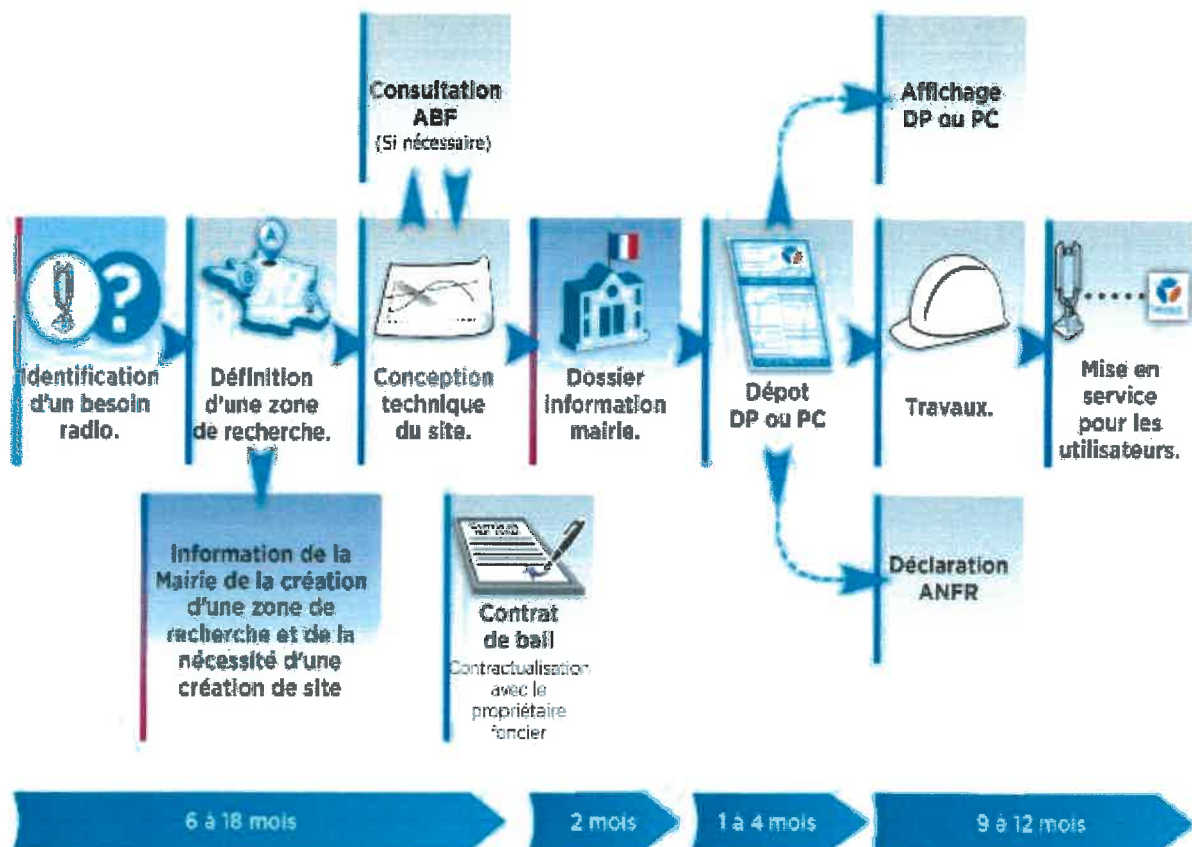 Consultation
ABF
(Si nécessaire)
Affichage
DP ou PC
A
?
Identification
d'un besoin
radio.
Définition
d'une zone
de recherche.
Conception
technique
du site.
Dossier
information
mairie.
Dépot
DP ou PC
Travaux.
Mise en
service
pour les
utilisateurs.
Information de la
Mairie de la création
d'une zone de
recherche et de la
nécessité d'une
création de site
Contrat
de bail
Contractualisation
avec le
propriétaire
foncier
Déclaration
ANFR
6 à 18 mois
2 mois
1 à 4 mois
9 à 12 mois